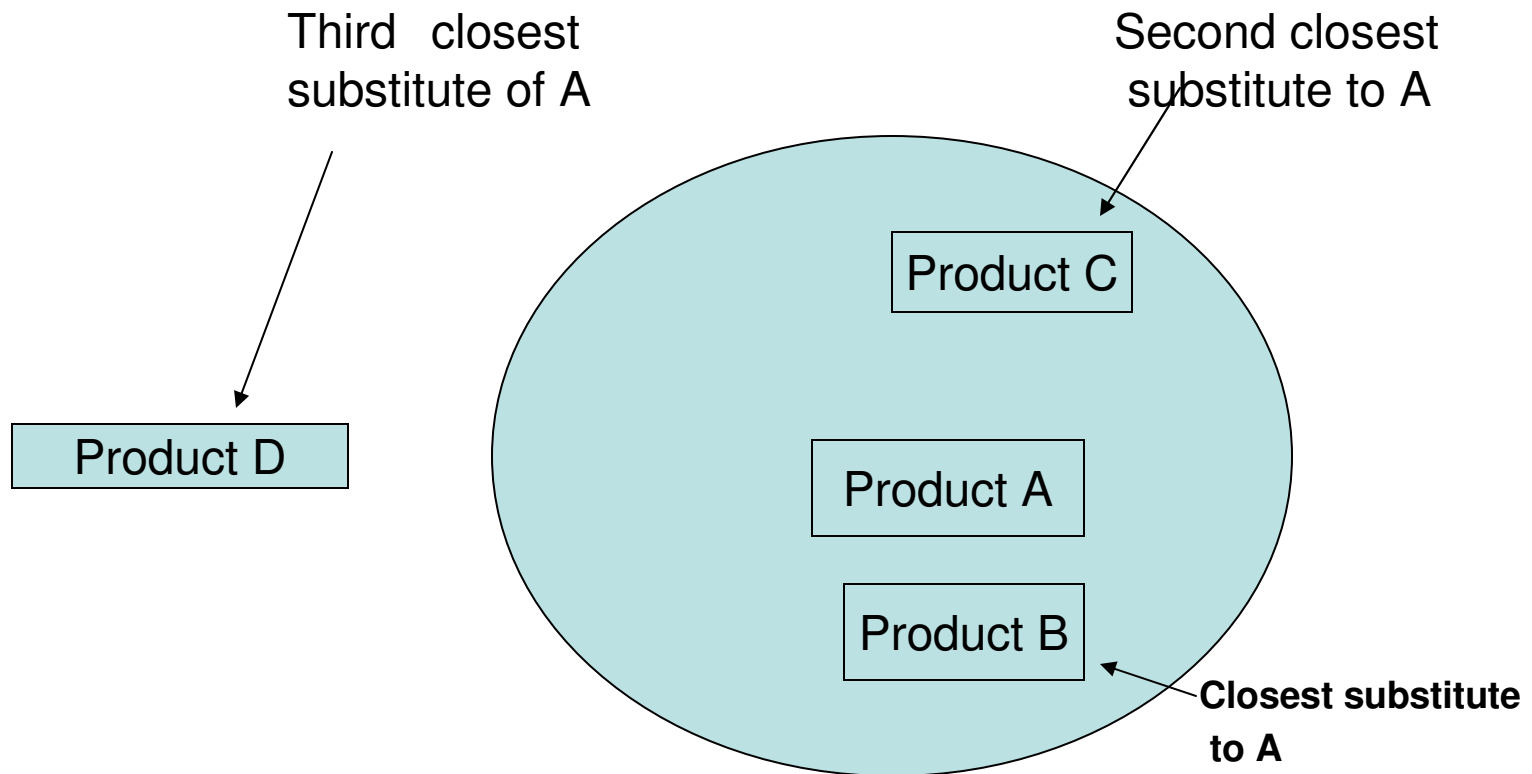 Third closest
substitute of A
Second closest
substitute to A
Product C
Product D
Product A
Product B
Closest substitute
to A